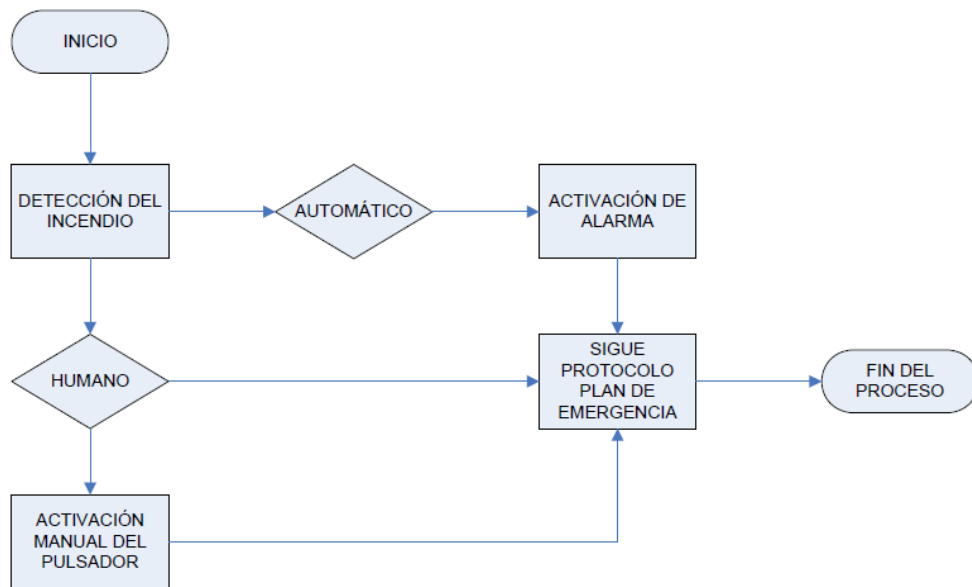 INICIO
DETECCIÓN DEL
INCENDIO
AUTOMÁTICO
ACTIVACIÓN DE
ALARMA
HUMANO
SIGUE
PROTOCOLO
PLAN DE
EMERGENCIA
FIN DEL
PROCESO
ACTIVACIÓN
MANUAL DEL
PULSADOR